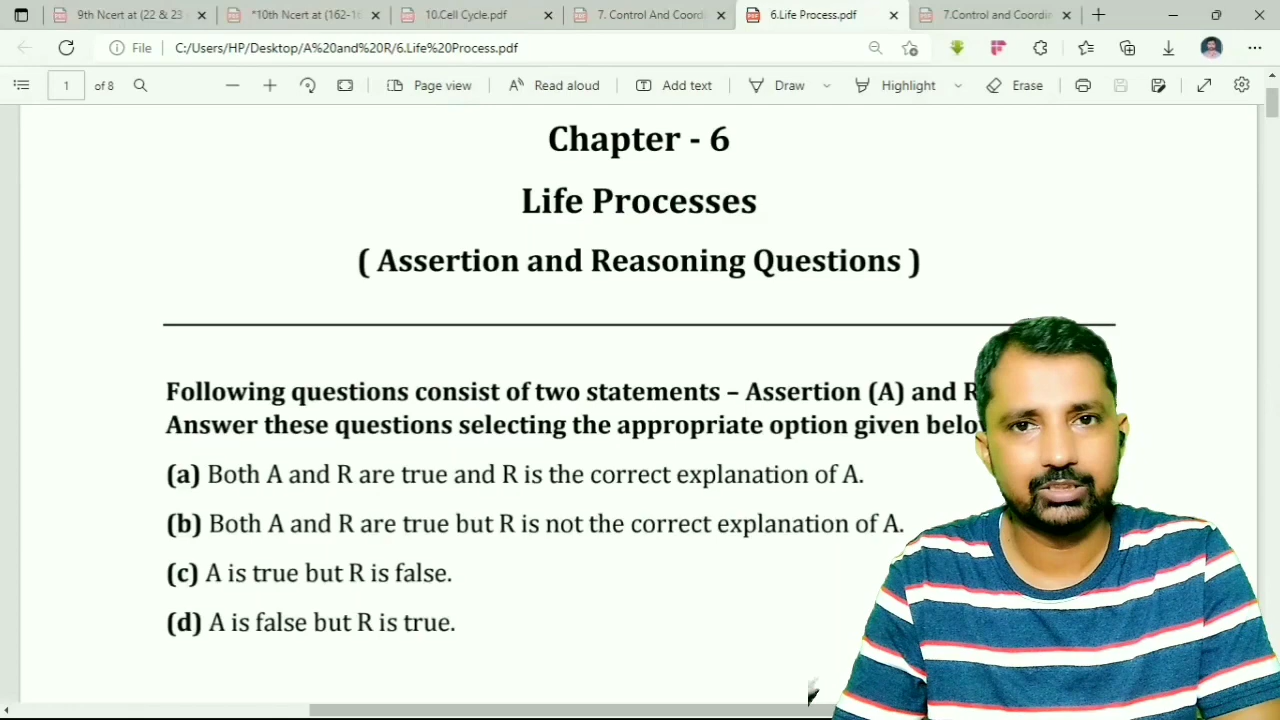 9th Ncert at (22 & 23
*10th Ncert at (162-1
10.Cell Cycle.pdf
7. Control And Coordi
6.Life Process.pdf
7.Control and Coordin
File
C:/Users/HP/Desktop/A%20and%20R/6.Life%20Process.pdf
1 of 8
Page view
Read aloud
Add text
Draw
Highlight
Erase
Chapter - 6
Life Processes
( Assertion and Reasoning Questions )
Following questions consist of two statements – Assertion (A) and R
Answer these questions selecting the appropriate option given belo
(a) Both A and R are true and R is the correct explanation of A.
(b) Both A and R are true but R is not the correct explanation of A.
(c) A is true but R is false.
(d) A is false but R is true.